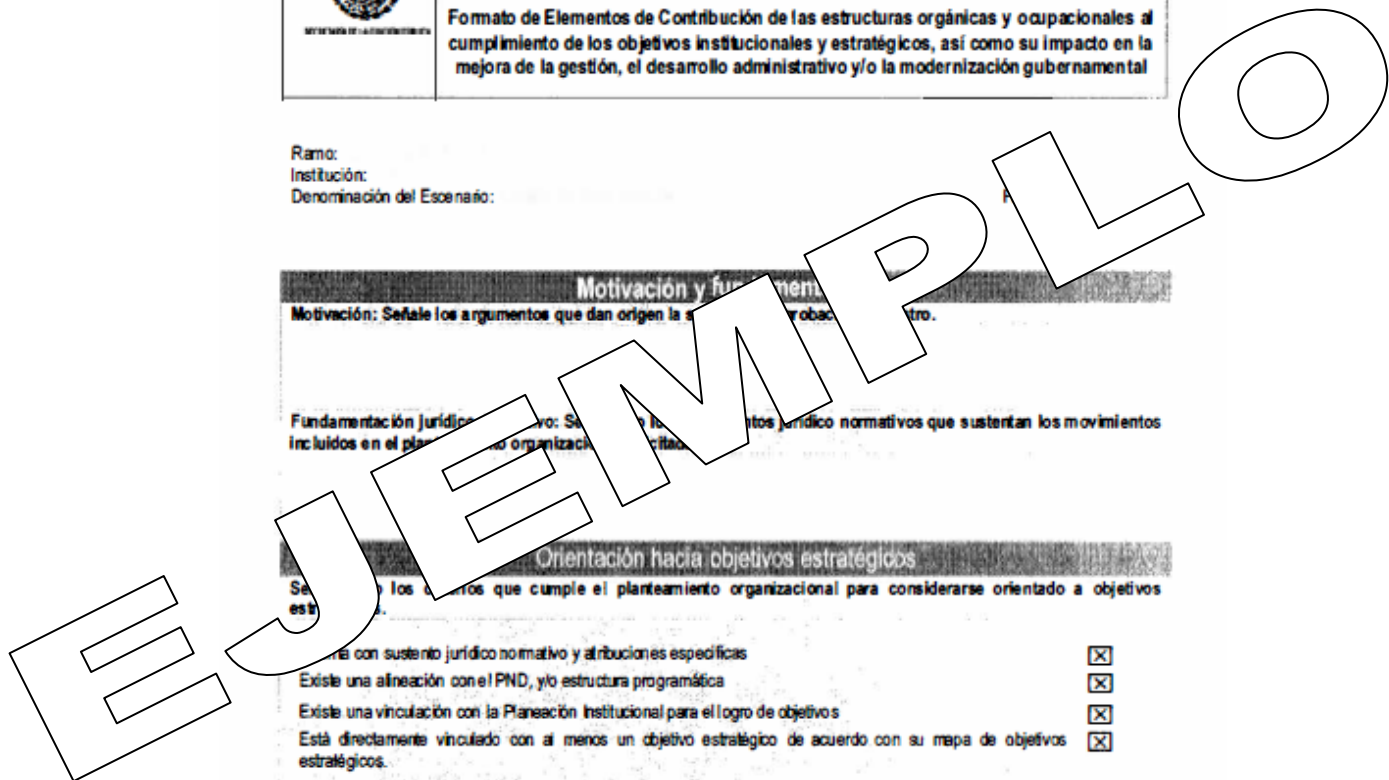 SECRETARÍA DE LA FUNCIÓN PÚBLICA
Formato de Elementos de Contribución de las estructuras orgánicas y ocupacionales al
cumplimiento de los objetivos institucionales y estratégicos, así como su impacto en la
mejora de la gestión, el desarrollo administrativo y/o la modernización gubernamental
Ramo:
Institución:
Denominación del Escenario:
Motivación y
Motivación: Señale los argumentos que dan origen la
Fundamentación jurídico normativos que sustentan los movimientos
incluidos en el
EJEMPLO
Orientación hacia objetivos estratégicos
los que cumple el planteamiento organizacional para considerarse orientado a objetivos
con sustento jurídico normativo y atribuciones específicas
Existe una alineación con el PND, y/o estructura programática
Existe una vinculación con la Planeación Institucional para el logro de objetivos
Está directamente vinculado con al menos un objetivo estratégico de acuerdo con su mapa de objetivos
estratégicos.